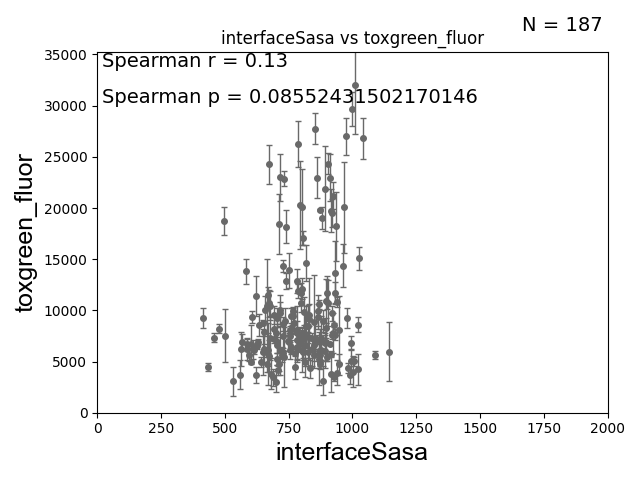 N = 187
interfaceSasa vs toxgreen_fluor
Spearman r = 0.13
Spearman p = 0.08552431502170146
toxgreen_fluor
35000
30000
25000
20000
15000
10000
5000
0
0 250 500 750 1000 1250 1500 1750 2000
interfaceSasa